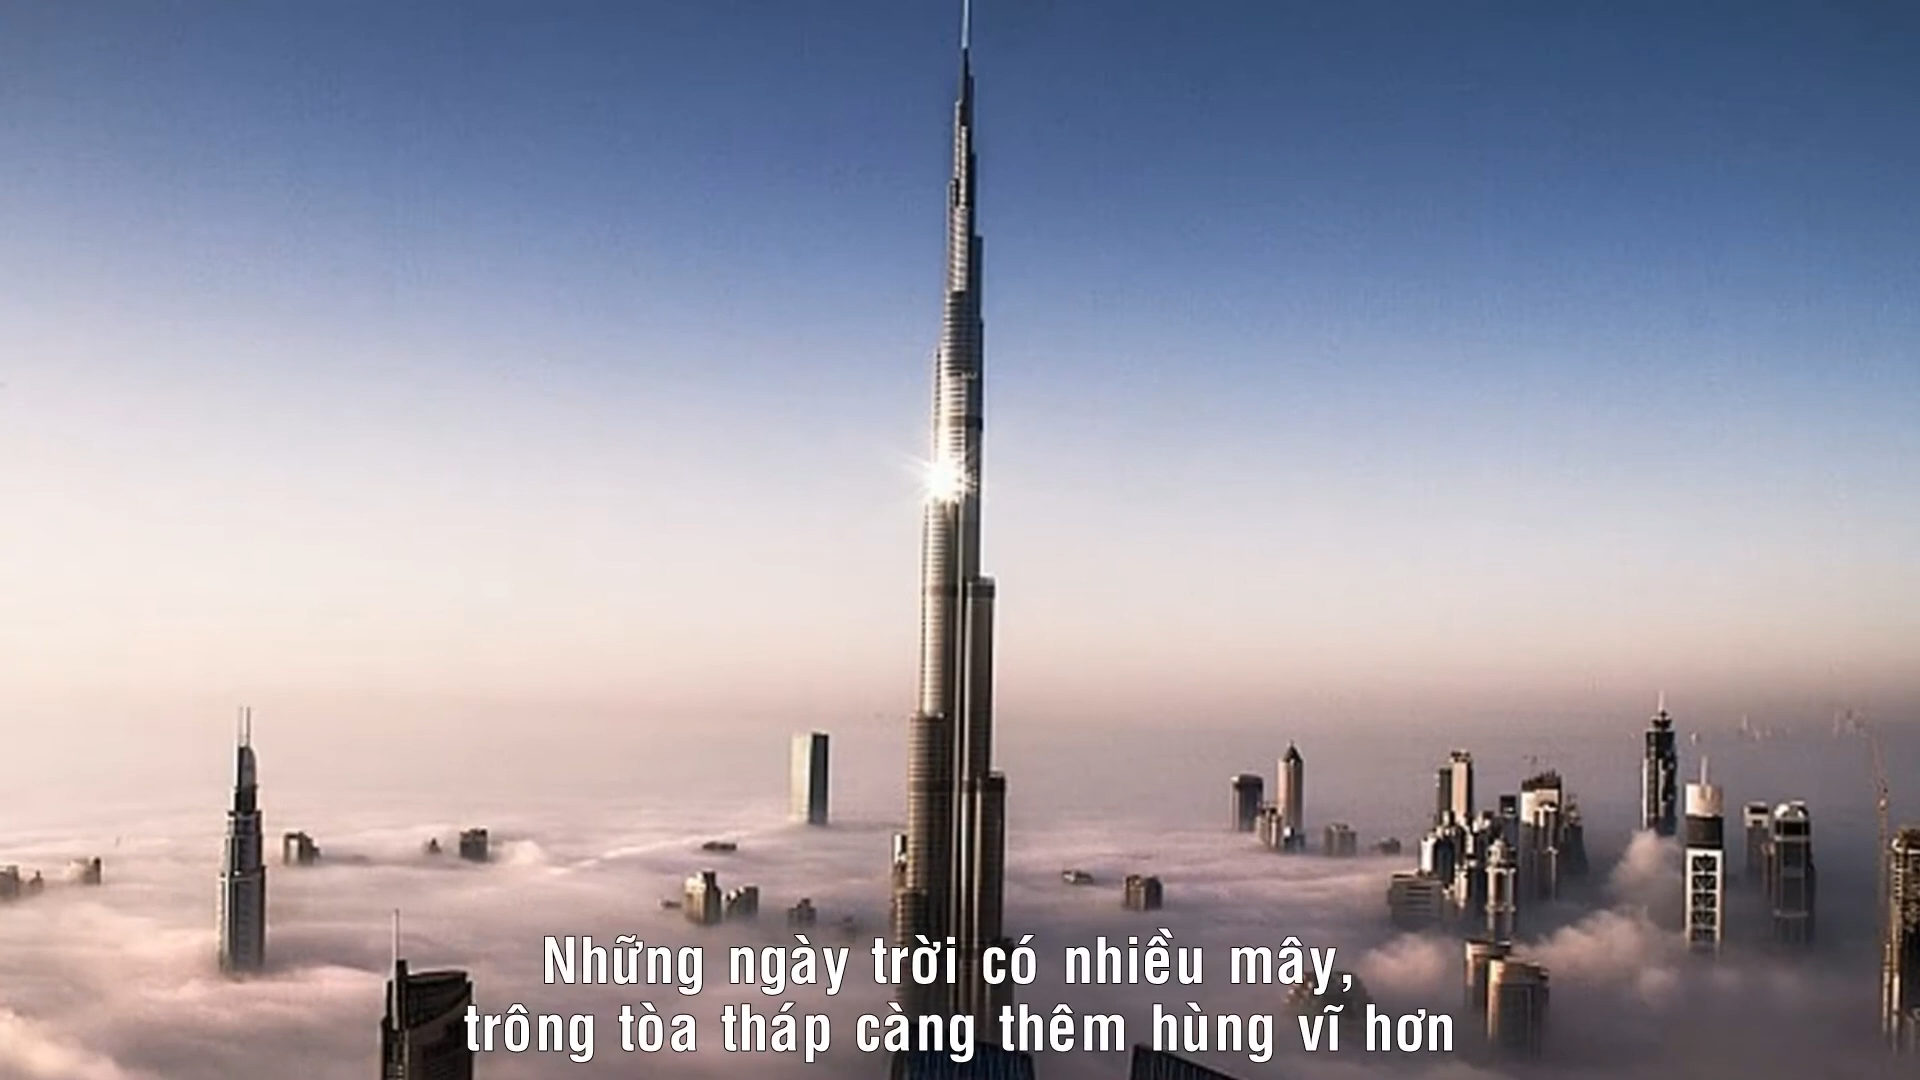 Những ngày trời có nhiều mây,
trông tòa tháp càng thêm hùng vĩ hơn